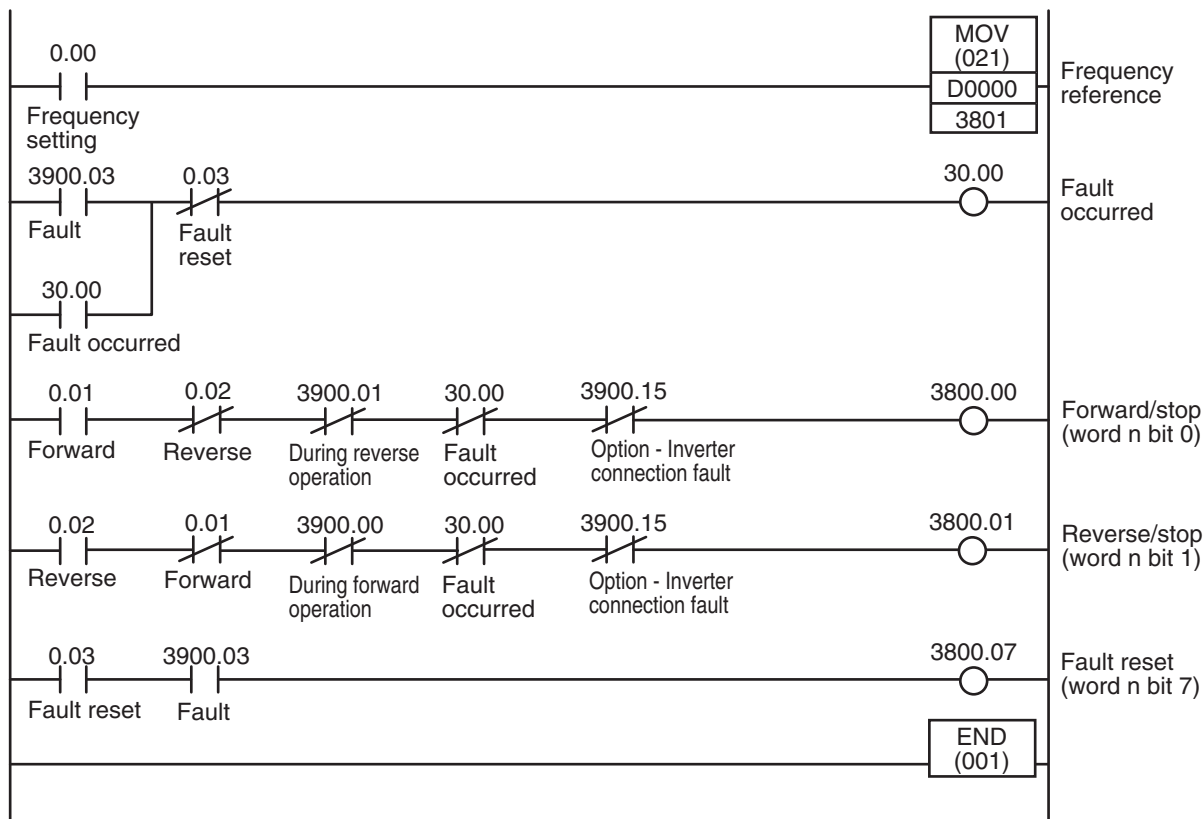 0.00
Frequency
setting
MOV
(021)
D0000
3801
Frequency
reference
3900.03
Fault
0.03
Fault
reset
30.00
Fault
occurred
30.00
Fault occurred
0.01
Forward
0.02
Reverse
3900.01
During reverse
operation
30.00
Fault
occurred
3900.15
Option - Inverter
connection fault
3800.00
Forward/stop
(word n bit 0)
0.02
Reverse
0.01
Forward
3900.00
During forward
operation
30.00
Fault
occurred
3900.15
Option - Inverter
connection fault
3800.01
Reverse/stop
(word n bit 1)
0.03
Fault reset
3900.03
Fault
3800.07
Fault reset
(word n bit 7)
END
(001)